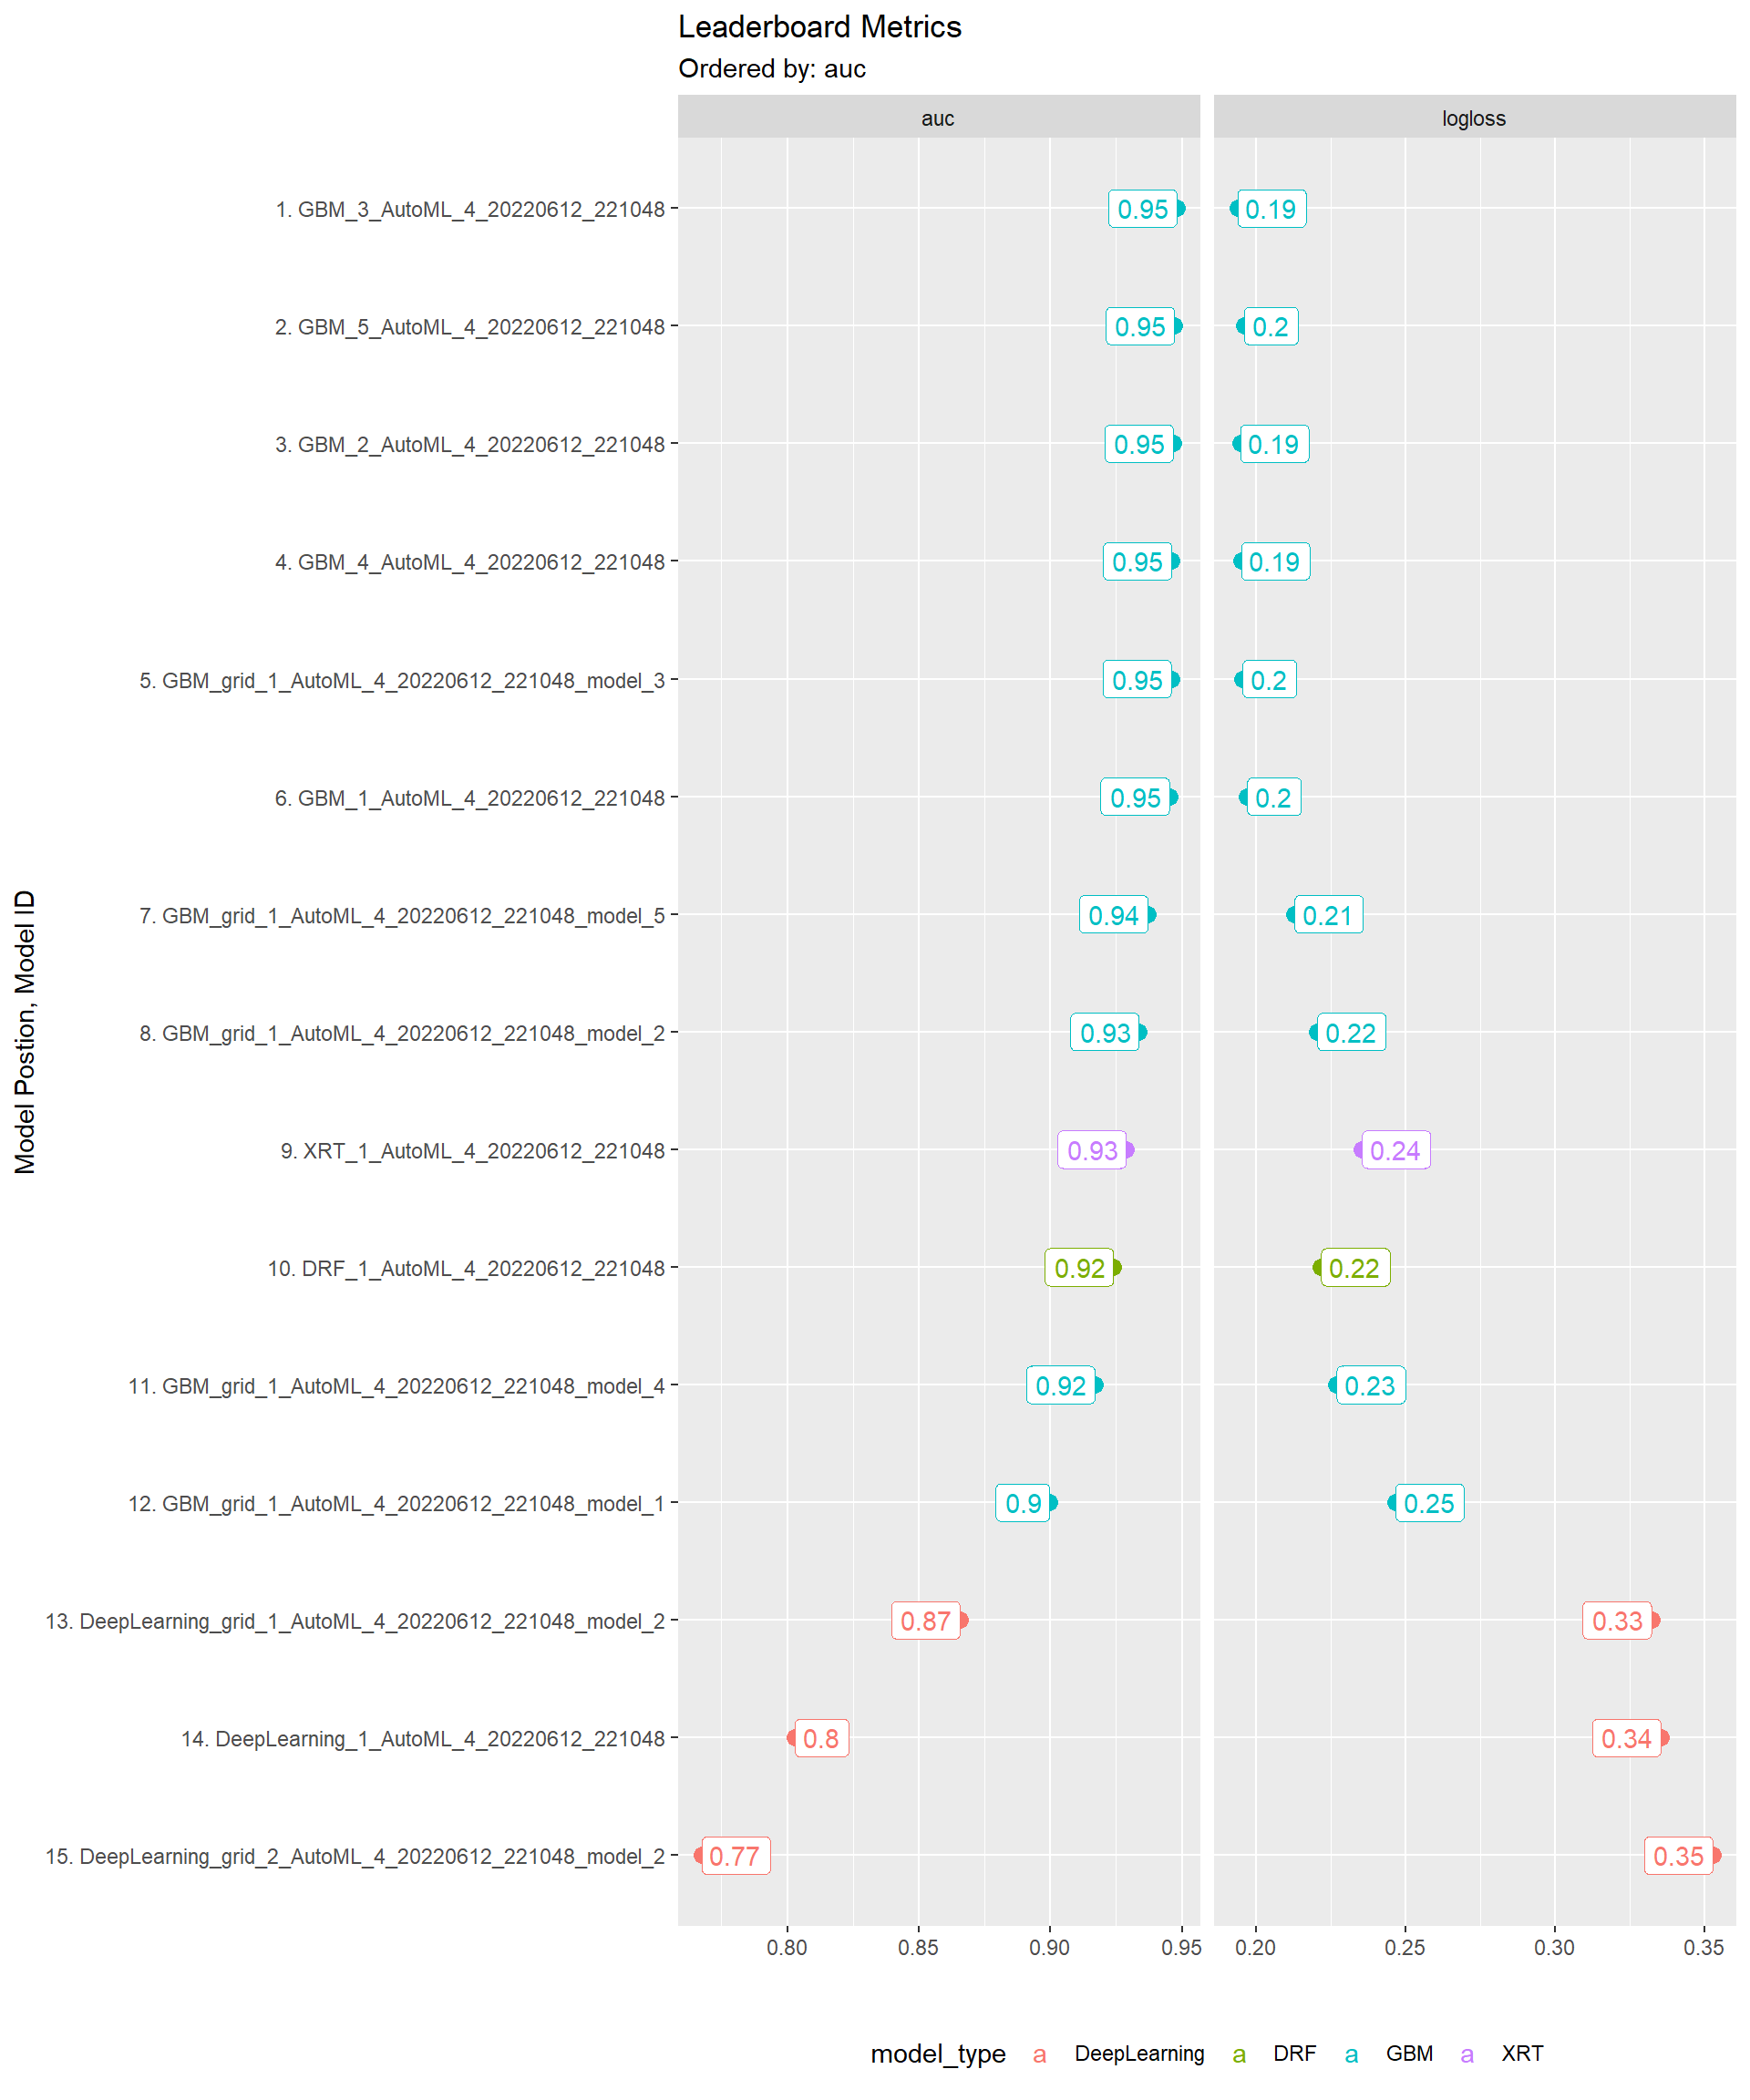 Leaderboard Metrics
Ordered by: auc
auc logloss
1. GBM_3_AutoML_4_20220612_221048 0.95 0.19
2. GBM_5_AutoML_4_20220612_221048 0.95 0.2
3. GBM_2_AutoML_4_20220612_221048 0.95 0.19
4. GBM_4_AutoML_4_20220612_221048 0.95 0.19
5. GBM_grid_1_AutoML_4_20220612_221048_model_3 0.95 0.2
6. GBM_1_AutoML_4_20220612_221048 0.95 0.2
7. GBM_grid_1_AutoML_4_20220612_221048_model_5 0.94 0.21
8. GBM_grid_1_AutoML_4_20220612_221048_model_2 0.93 0.22
9. XRT_1_AutoML_4_20220612_221048 0.93 0.24
10. DRF_1_AutoML_4_20220612_221048 0.92 0.22
11. GBM_grid_1_AutoML_4_20220612_221048_model_4 0.92 0.23
12. GBM_grid_1_AutoML_4_20220612_221048_model_1 0.9 0.25
13. DeepLearning_grid_1_AutoML_4_20220612_221048_model_2 0.87 0.33
14. DeepLearning_1_AutoML_4_20220612_221048 0.8 0.34
15. DeepLearning_grid_2_AutoML_4_20220612_221048_model_2 0.77 0.35
Model Postion, Model ID
0.80 0.85 0.90 0.95 0.20 0.25 0.30 0.35
model_type a DeepLearning a DRF a GBM a XRT